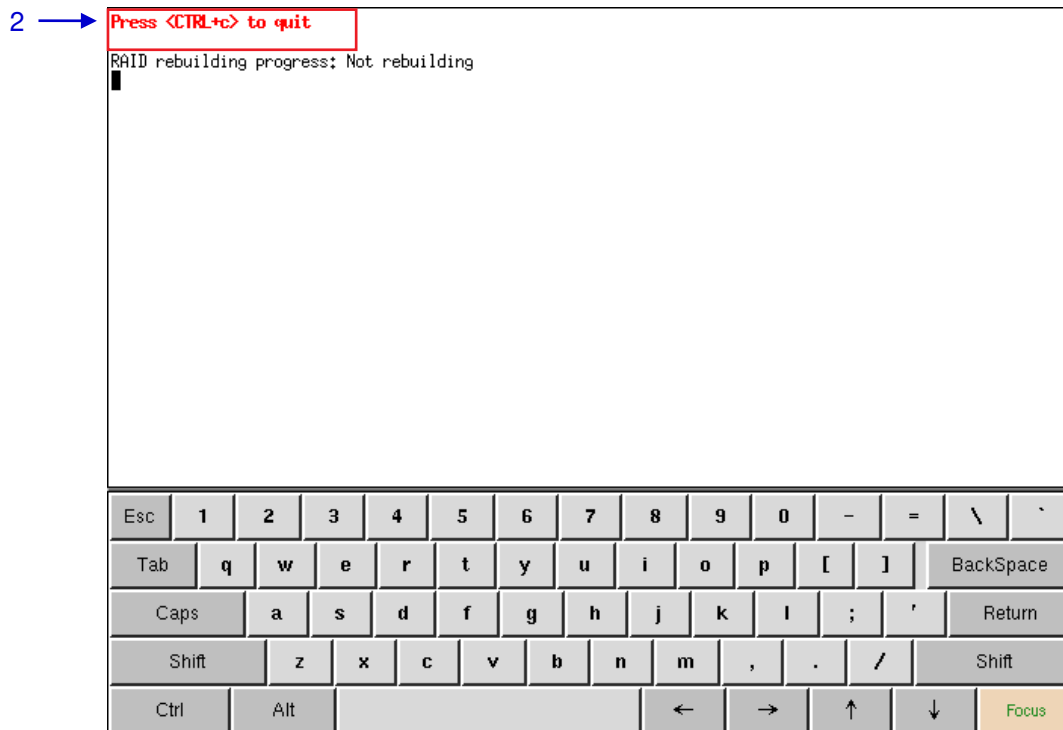 2
Press <CTRL+c> to quit
RAID rebuilding progress: Not rebuilding
Esc 1 2 3 4 5 6 7 8 9 0 - = \ `
Tab q w e r t y u i o p [ ] BackSpace
Caps a s d f g h j k l ; ' Return
Shift z x c v b n m , . / Shift
Ctrl Alt ← → ↑ ↓ Focus